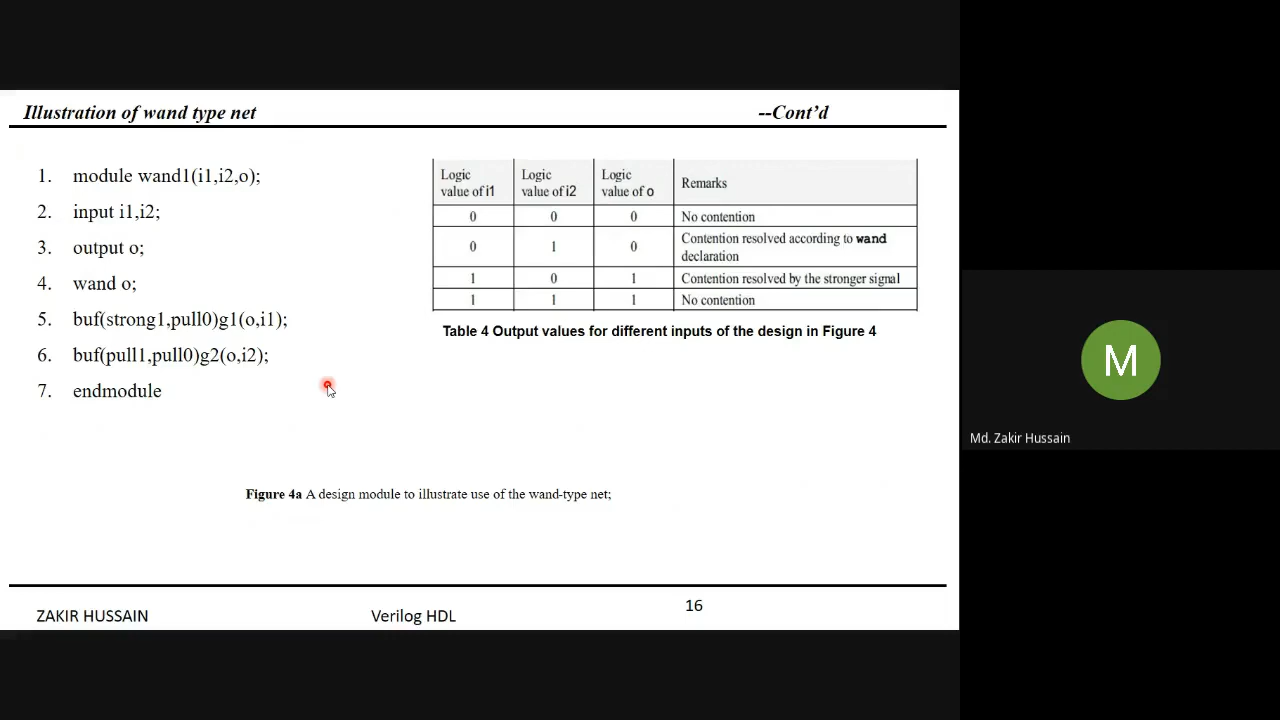 Illustration of wand type net --Cont’d
1. module wand1(i1,i2,o);
2. input i1,i2;
3. output o;
4. wand o;
5. buf(strong1,pull0)g1(o,i1);
6. buf(pull1,pull0)g2(o,i2);
7. endmodule
Logic value of i1 Logic value of i2 Logic value of o Remarks
0 0 0 No contention
0 1 0 Contention resolved according to wand
declaration
1 0 1 Contention resolved by the stronger signal
1 1 1 No contention
Table 4 Output values for different inputs of the design in Figure 4
Figure 4a A design module to illustrate use of the wand-type net;
ZAKIR HUSSAIN Verilog HDL 16
M
Md. Zakir Hussain